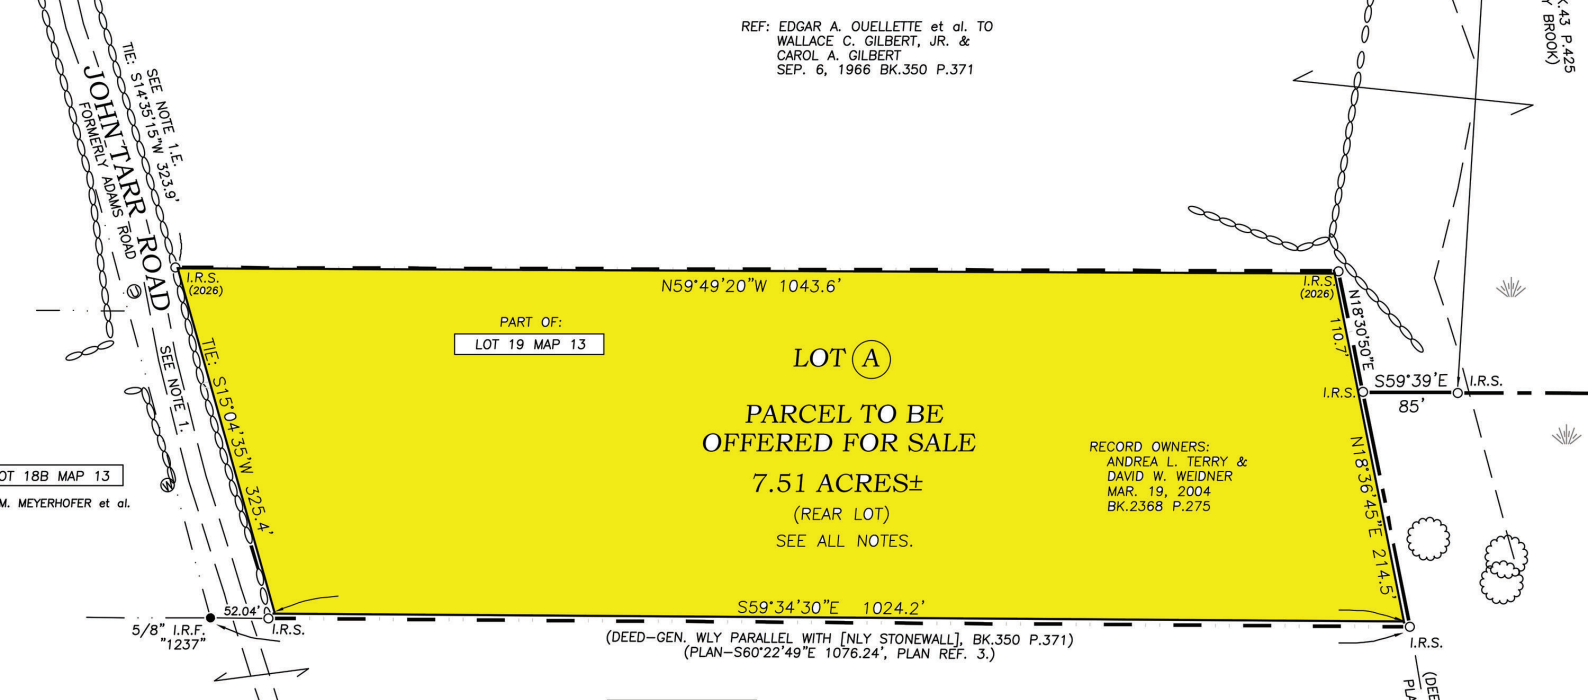 REF: EDGAR A. OUELLETTE et al. TO
WALLACE C. GILBERT, JR. &
CAROL A. GILBERT
SEP. 6, 1966 BK.350 P.371
P.425
BROOK)
SEE NOTE 1.E.
TIE: S14°35'15"W 323.9'
JOHN TARR ROAD
FORMERLY ADAMS ROAD
SEE NOTE 1.
I.R.S.
(2026)
N59°49'20"W 1043.6'
I.R.S.
(2026)
N18°30'50"E
110.7'
PART OF:
LOT 19 MAP 13
LOT A
PARCEL TO BE
OFFERED FOR SALE
7.51 ACRES±
(REAR LOT)
SEE ALL NOTES.
TIE: S15°04'35"W 325.4'
RECORD OWNERS:
ANDREA L. TERRY &
DAVID W. WEIDNER
MAR. 19, 2004
BK.2368 P.275
I.R.S.
S59°39'E
85'
I.R.S.
N18°36'45"E 214.5'
18B MAP 13
M. MEYERHOFER et al.
W
52.04'
5/8" I.R.F.
"1237"
I.R.S.
S59°34'30"E 1024.2'
(DEED-GEN. WLY PARALLEL WITH [NLY STONEWALL], BK.350 P.371)
(PLAN-S60°22'49"E 1076.24', PLAN REF. 3.)
I.R.S.